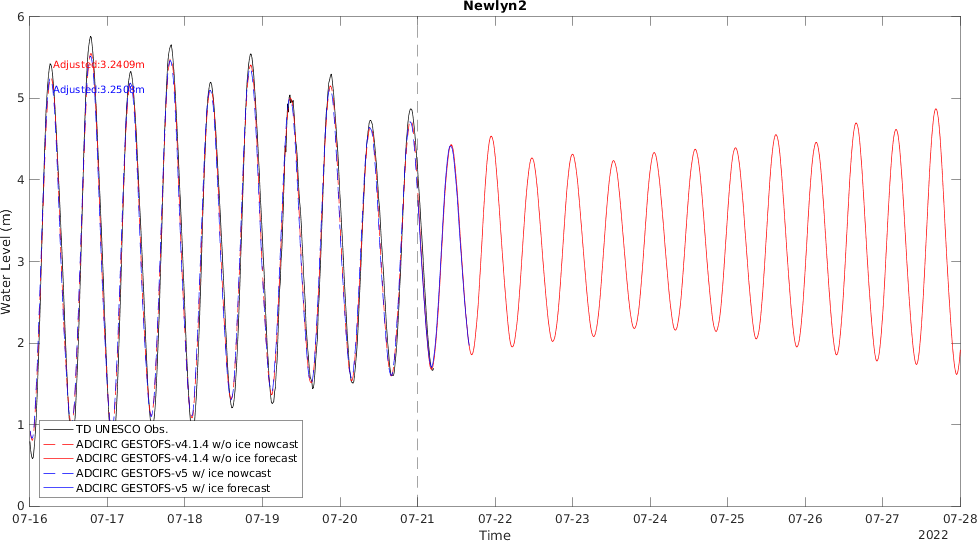 Newlyn2
6
5
4
3
2
1
0
Water Level (m)
Adjusted:3.2409m
Adjusted:3.2508m
TD UNESCO Obs.
ADCIRC GESTOFS-v4.1.4 w/o ice nowcast
ADCIRC GESTOFS-v4.1.4 w/o ice forecast
ADCIRC GESTOFS-v5 w/ ice nowcast
ADCIRC GESTOFS-v5 w/ ice forecast
07-16 07-17 07-18 07-19 07-20 07-21 07-22 07-23 07-24 07-25 07-26 07-27 07-28
Time
2022